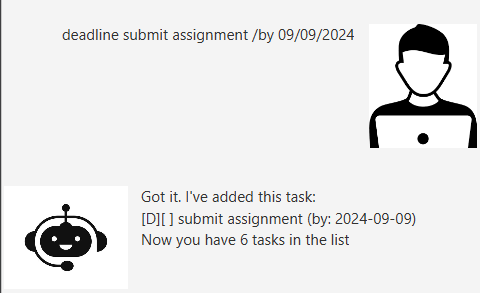 deadline submit assignment /by 09/09/2024
Got it. I've added this task:
[D][ ] submit assignment (by: 2024-09-09)
Now you have 6 tasks in the list